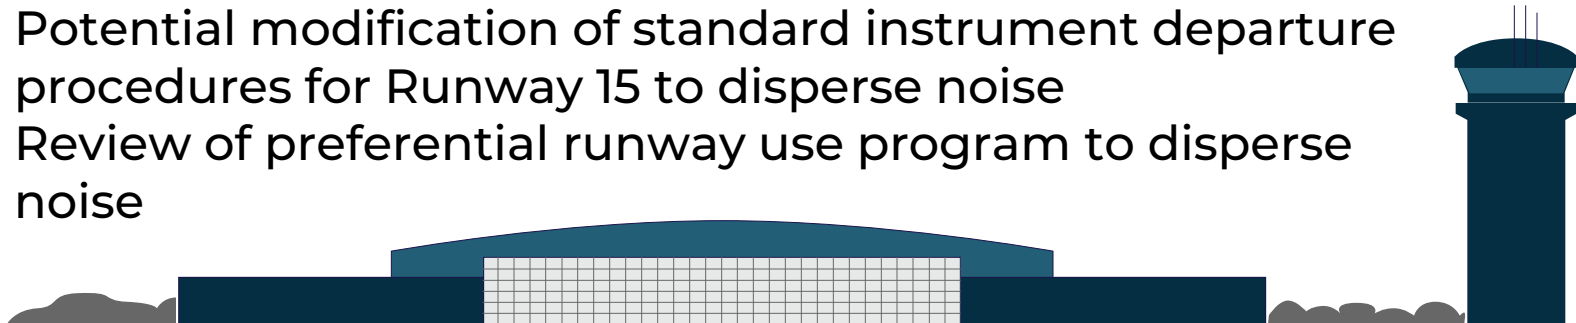 Potential modification of standard instrument departure
procedures for Runway 15 to disperse noise
Review of preferential runway use program to disperse
noise